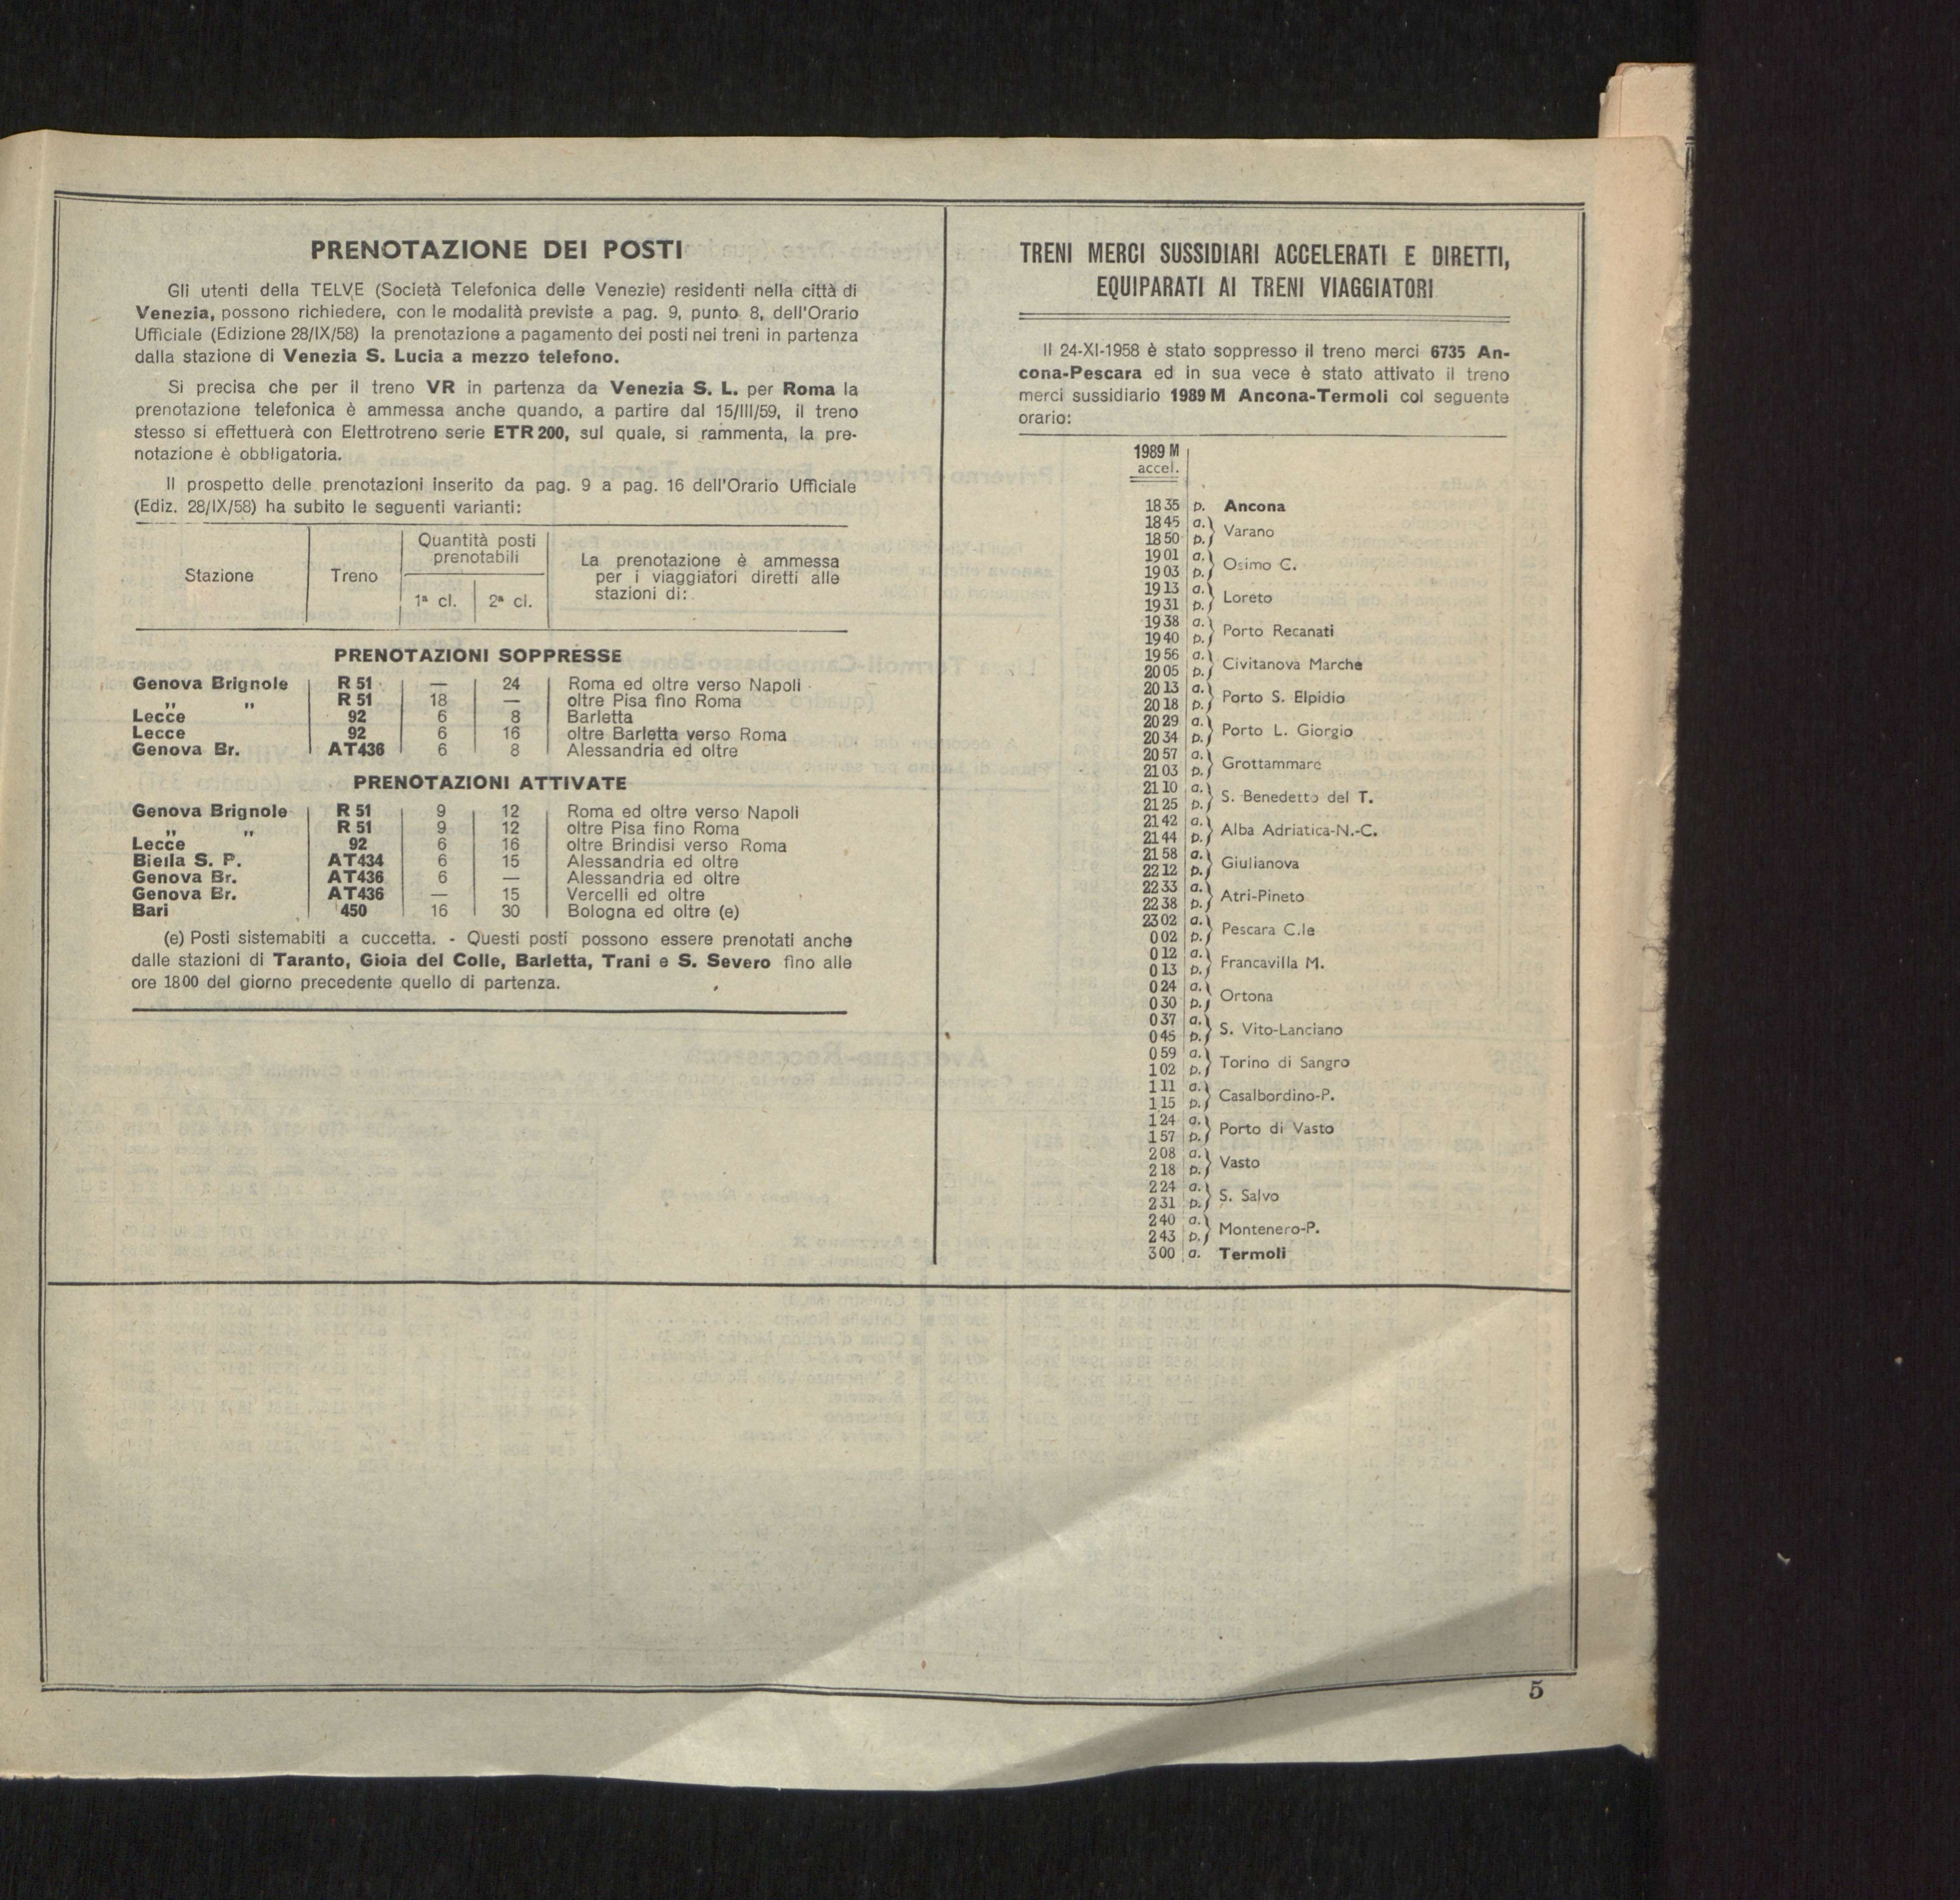 PRENOTAZIONE DEI POSTI
Gli utenti della TELVE (Società Telefonica delle Venezie) residenti nella città di
Venezia, possono richiedere, con le modalità previste a pag. 9, punto 8, dell'Orario
Ufficiale (Edizione 28/IX/58) la prenotazione a pagamento dei posti nei treni in partenza
dalla stazione di Venezia S. Lucia a mezzo telefono.
Si precisa che per il treno VR in partenza da Venezia S. L. per Roma la
prenotazione telefonica è ammessa anche quando, a partire dal 15/III/59, il treno
stesso si effettuerà con Elettrotreno serie ETR 200, sul quale, si rammenta, la pre-
notazione è obbligatoria.
Il prospetto delle prenotazioni inserito da pag. 9 a pag. 16 dell'Orario Ufficiale
(Ediz. 28/IX/58) ha subito le seguenti varianti:
Stazione Treno Quantità posti prenotabili 1ª cl. 2ª cl. La prenotazione è ammessa
per i viaggiatori diretti alle
stazioni di:
PRENOTAZIONI SOPPRESSE
Genova Brignole R 51 — 24 Roma ed oltre verso Napoli
,, ,, R 51 18 — oltre Pisa fino Roma
Lecce 92 6 8 Barletta
Lecce 92 6 16 oltre Barletta verso Roma
Genova Br. AT436 6 8 Alessandria ed oltre
PRENOTAZIONI ATTIVATE
Genova Brignole R 51 9 12 Roma ed oltre verso Napoli
,, ,, R 51 9 12 oltre Pisa fino Roma
Lecce 92 6 16 oltre Brindisi verso Roma
Biella S. P. AT434 6 15 Alessandria ed oltre
Genova Br. AT436 6 — Alessandria ed oltre
Genova Br. AT436 — 15 Vercelli ed oltre
Bari 450 16 30 Bologna ed oltre (e)
(e) Posti sistemabiti a cuccetta. - Questi posti possono essere prenotati anche
dalle stazioni di Taranto, Gioia del Colle, Barletta, Trani e S. Severo fino alle
ore 1800 del giorno precedente quello di partenza.
TRENI MERCI SUSSIDIARI ACCELERATI E DIRETTI,
EQUIPARATI AI TRENI VIAGGIATORI
Il 24-XI-1958 è stato soppresso il treno merci 6735 An-
cona-Pescara ed in sua vece è stato attivato il treno
merci sussidiario 1989 M Ancona-Termoli col seguente
orario:
1989 M
accel.
18 35 p. Ancona
18 45 a.
18 50 p. Varano
19 01 a.
19 03 p. Osimo C.
19 13 a.
19 31 p. Loreto
19 38 a.
19 40 p. Porto Recanati
19 56 a.
20 05 p. Civitanova Marche
20 13 a.
20 18 p. Porto S. Elpidio
20 29 a.
20 34 p. Porto L. Giorgio
20 57 a.
21 03 p. Grottammare
21 10 a.
21 25 p. S. Benedetto del T.
21 42 a.
21 44 p. Alba Adriatica-N.-C.
21 58 a.
22 12 p. Giulianova
22 33 a.
22 38 p. Atri-Pineto
23 02 a.
0 02 p. Pescara C.le
0 12 a.
0 13 p. Francavilla M.
0 24 a.
0 30 p. Ortona
0 37 a.
0 45 p. S. Vito-Lanciano
0 59 a.
1 02 p. Torino di Sangro
1 11 a.
1 15 p. Casalbordino-P.
1 24 a.
1 57 p. Porto di Vasto
2 08 a.
2 18 p. Vasto
2 24 a.
2 31 p. S. Salvo
2 40 a.
2 43 p. Montenero-P.
3 00 a. Termoli
5